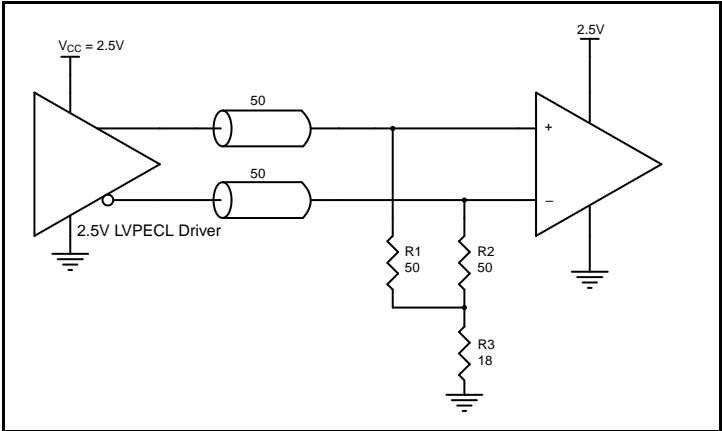 V_CC = 2.5V
2.5V
50
+
50
−
2.5V LVPECL Driver
R1
50
R2
50
R3
18